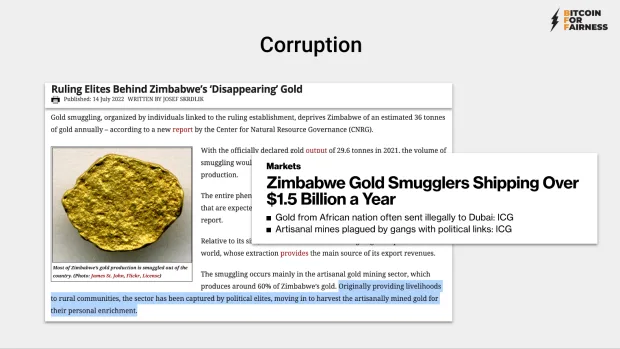 BITCOIN
FOR
FAIRNESS
Corruption
Ruling Elites Behind Zimbabwe's 'Disappearing' Gold
Published: 14 July 2022 · WRITTEN BY JOSEF SKRDLIK
Gold smuggling, organized by individuals linked to the ruling establishment, deprives Zimbabwe of an estimated 36 tonnes
of gold annually – according to a new report by the Center for Natural Resource Governance (CNRG).
With the officially declared gold output of 29.6 tonnes in 2021, the volume of
smuggling
production.
The entire
that are expected
report.
Relative to its
world, whose extraction provides the main source of its export revenues.
The smuggling occurs mainly in the artisanal gold mining sector, which
produces around 60% of Zimbabwe's gold. Originally providing livelihoods
to rural communities, the sector has been captured by political elites, moving in to harvest the artisanally mined gold for
their personal enrichment.
Most of Zimbabwe's gold production is smuggled out of the
country. (Photo: James St. John, Flickr, License)
Markets
Zimbabwe Gold Smugglers Shipping Over
$1.5 Billion a Year
■ Gold from African nation often sent illegally to Dubai: ICG
■ Artisanal mines plagued by gangs with political links: ICG